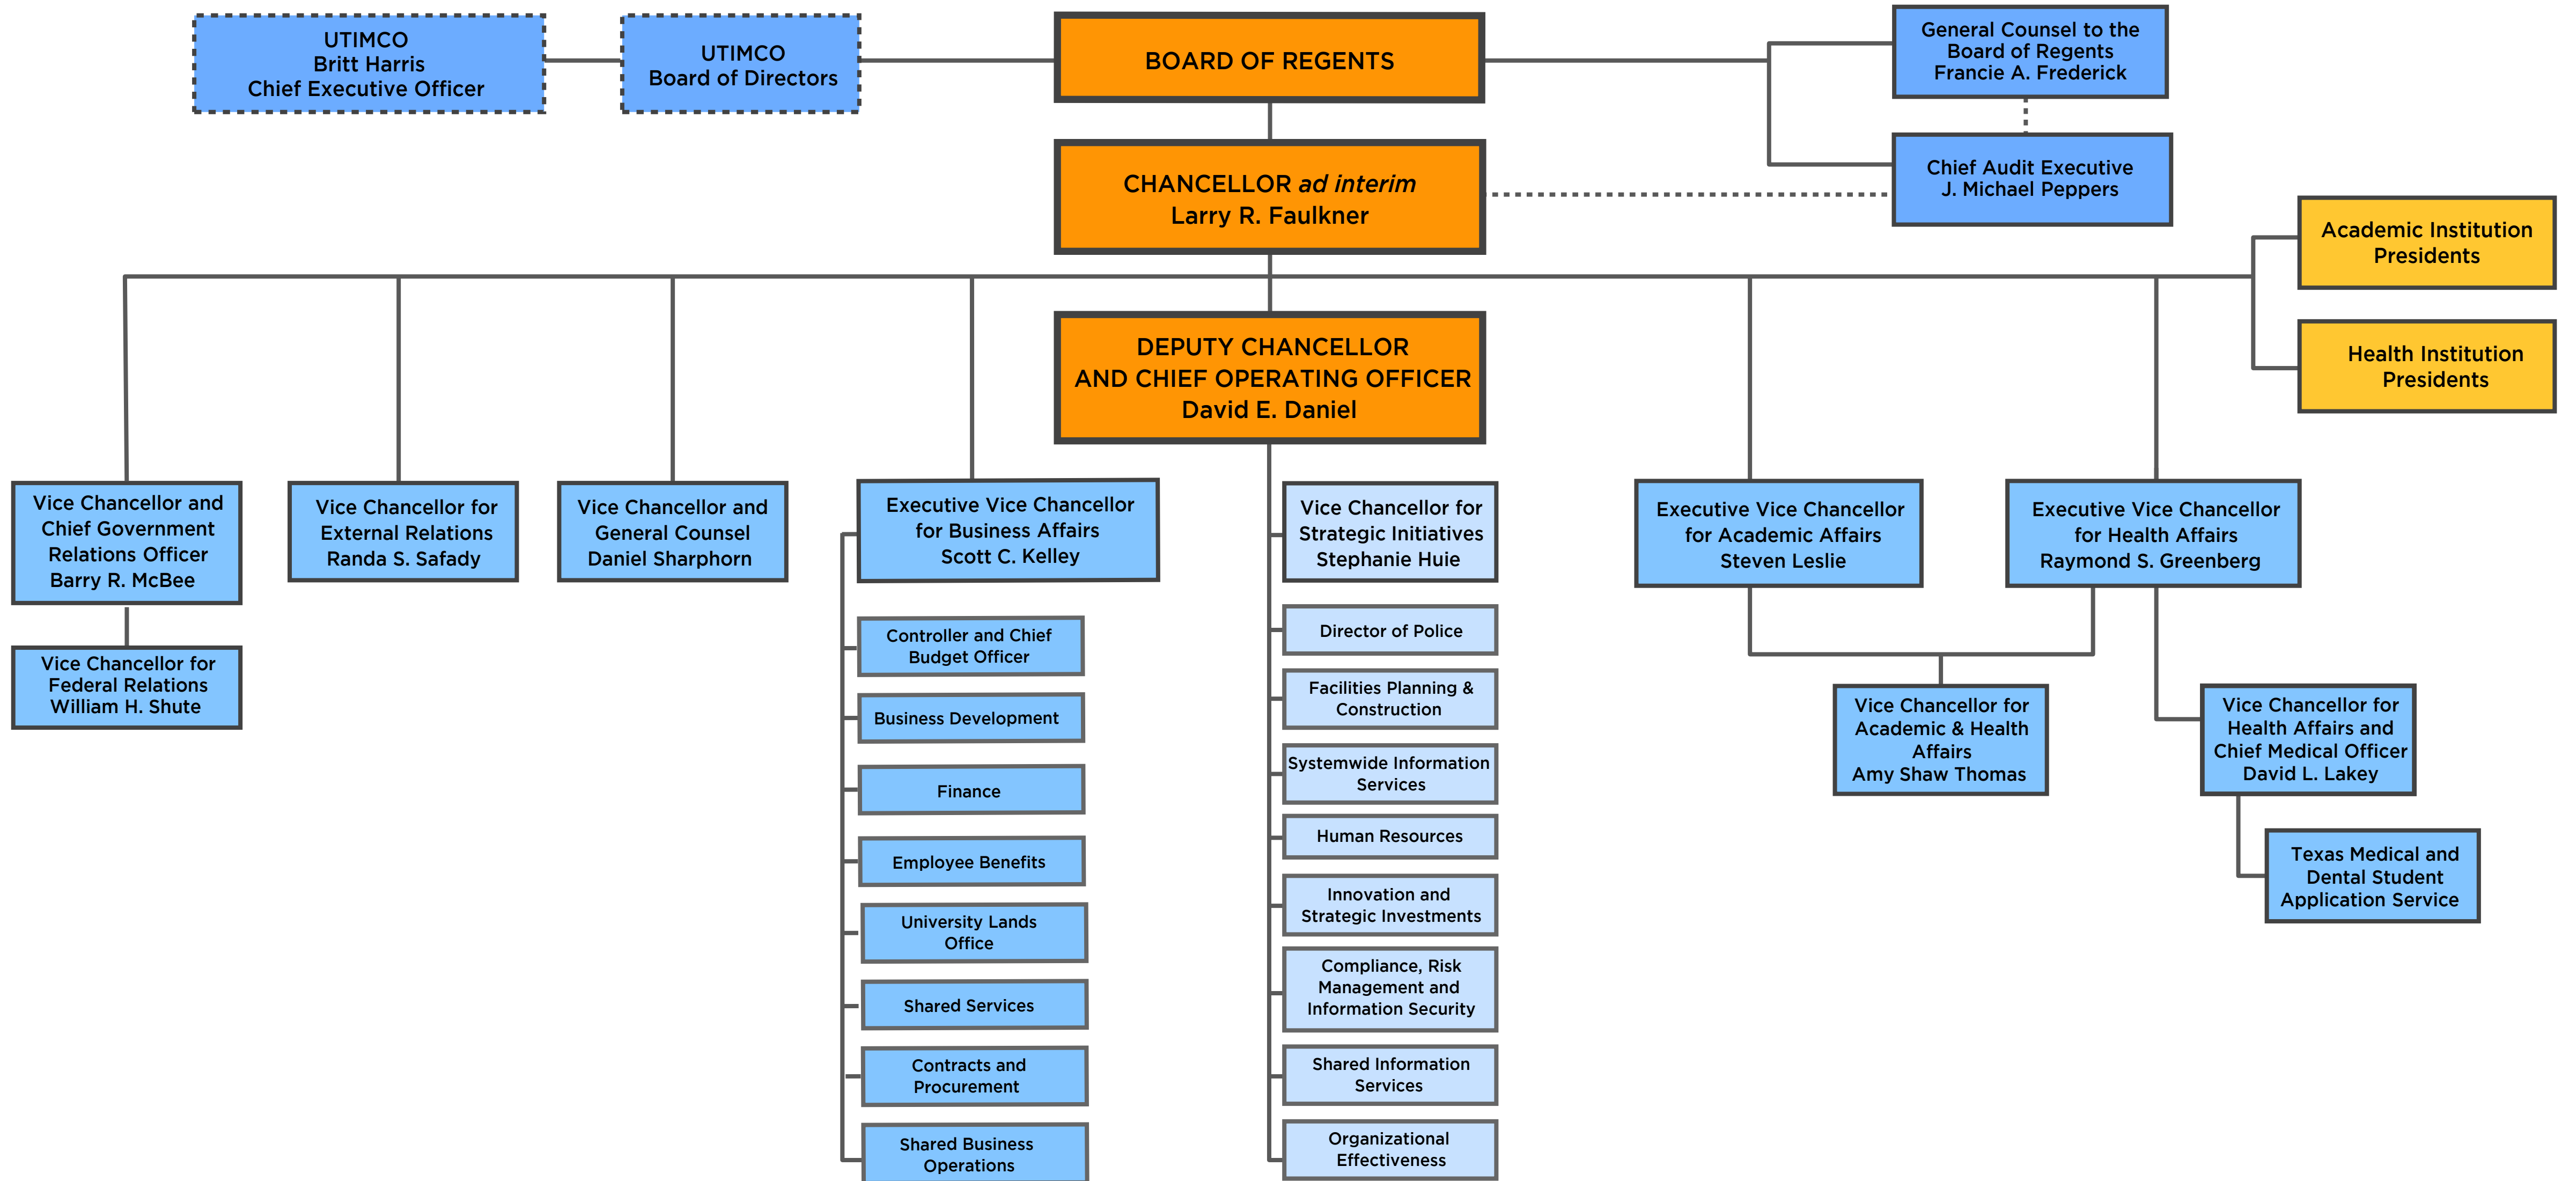 UTIMCO
Britt Harris
Chief Executive Officer
UTIMCO
Board of Directors
BOARD OF REGENTS
General Counsel to the
Board of Regents
Francie A. Frederick
CHANCELLOR ad interim
Larry R. Faulkner
Chief Audit Executive
J. Michael Peppers
Academic Institution
Presidents
Health Institution
Presidents
DEPUTY CHANCELLOR
AND CHIEF OPERATING OFFICER
David E. Daniel
Vice Chancellor and
Chief Government
Relations Officer
Barry R. McBee
Vice Chancellor for
Federal Relations
William H. Shute
Vice Chancellor for
External Relations
Randa S. Safady
Vice Chancellor and
General Counsel
Daniel Sharphorn
Executive Vice Chancellor
for Business Affairs
Scott C. Kelley
Controller and Chief
Budget Officer
Business Development
Finance
Employee Benefits
University Lands
Office
Shared Services
Contracts and
Procurement
Shared Business
Operations
Vice Chancellor for
Strategic Initiatives
Stephanie Huie
Director of Police
Facilities Planning &
Construction
Systemwide Information
Services
Human Resources
Innovation and
Strategic Investments
Compliance, Risk
Management and
Information Security
Shared Information
Services
Organizational
Effectiveness
Executive Vice Chancellor
for Academic Affairs
Steven Leslie
Executive Vice Chancellor
for Health Affairs
Raymond S. Greenberg
Vice Chancellor for
Academic & Health
Affairs
Amy Shaw Thomas
Vice Chancellor for
Health Affairs and
Chief Medical Officer
David L. Lakey
Texas Medical and
Dental Student
Application Service